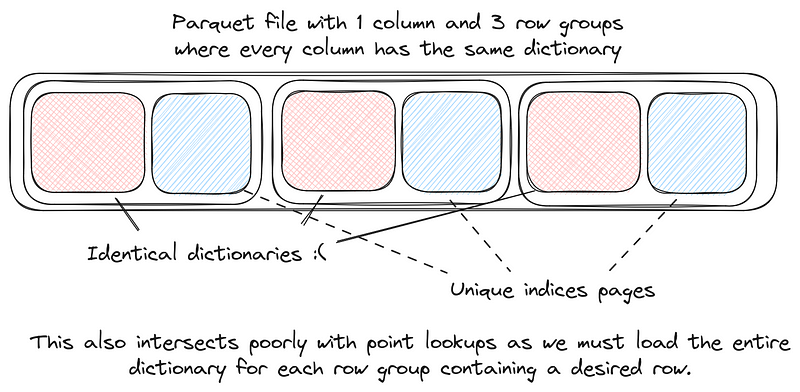 Parquet file with 1 column and 3 row groups
where every column has the same dictionary
Identical dictionaries :(
Unique indices pages
This also intersects poorly with point lookups as we must load the entire
dictionary for each row group containing a desired row.